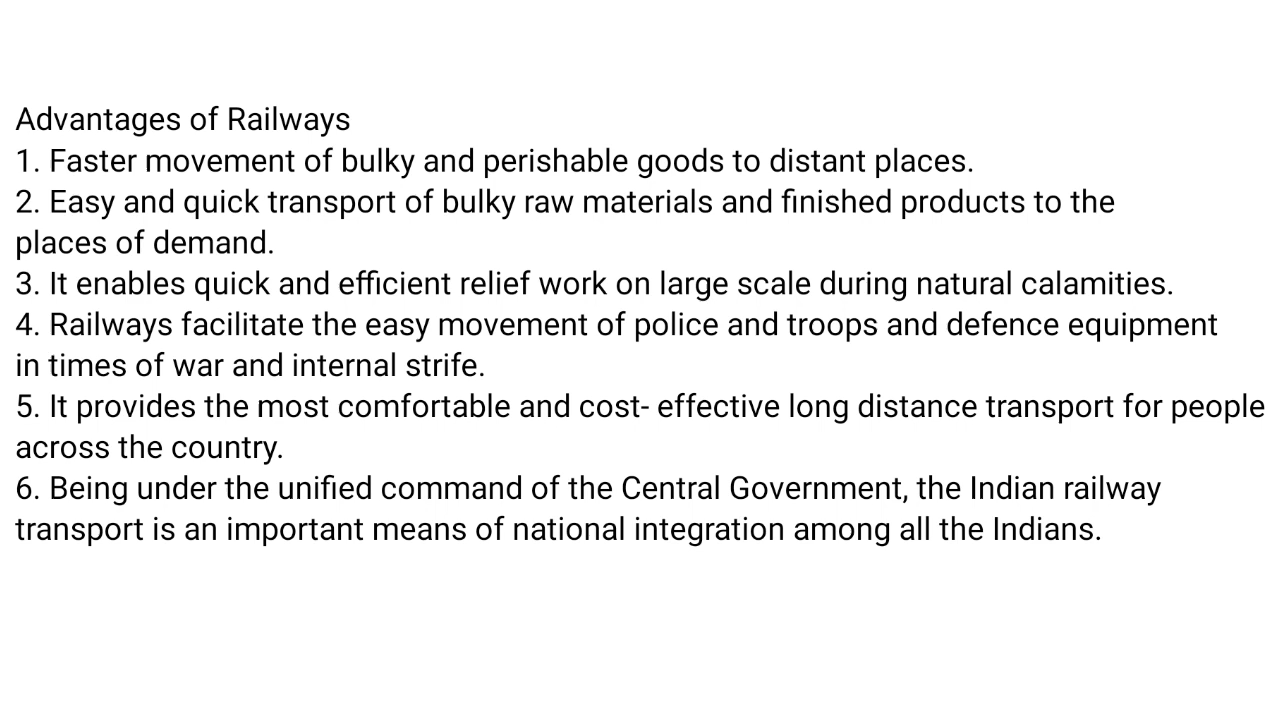 Advantages of Railways
1. Faster movement of bulky and perishable goods to distant places.
2. Easy and quick transport of bulky raw materials and finished products to the
places of demand.
3. It enables quick and efficient relief work on large scale during natural calamities.
4. Railways facilitate the easy movement of police and troops and defence equipment
in times of war and internal strife.
5. It provides the most comfortable and cost- effective long distance transport for people
across the country.
6. Being under the unified command of the Central Government, the Indian railway
transport is an important means of national integration among all the Indians.